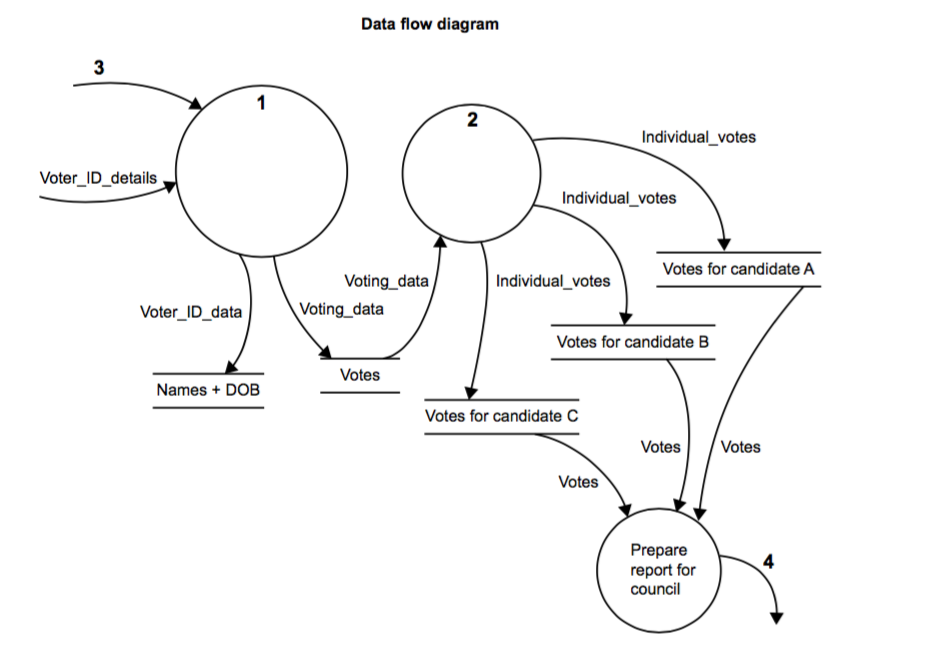 Data flow diagram
3
1
2
Individual_votes
Voter_ID_details
Individual_votes
Votes for candidate A
Voting_data
Individual_votes
Voter_ID_data
Voting_data
Votes for candidate B
Votes
Names + DOB
Votes for candidate C
Votes
Votes
Votes
Prepare
report for
council
4